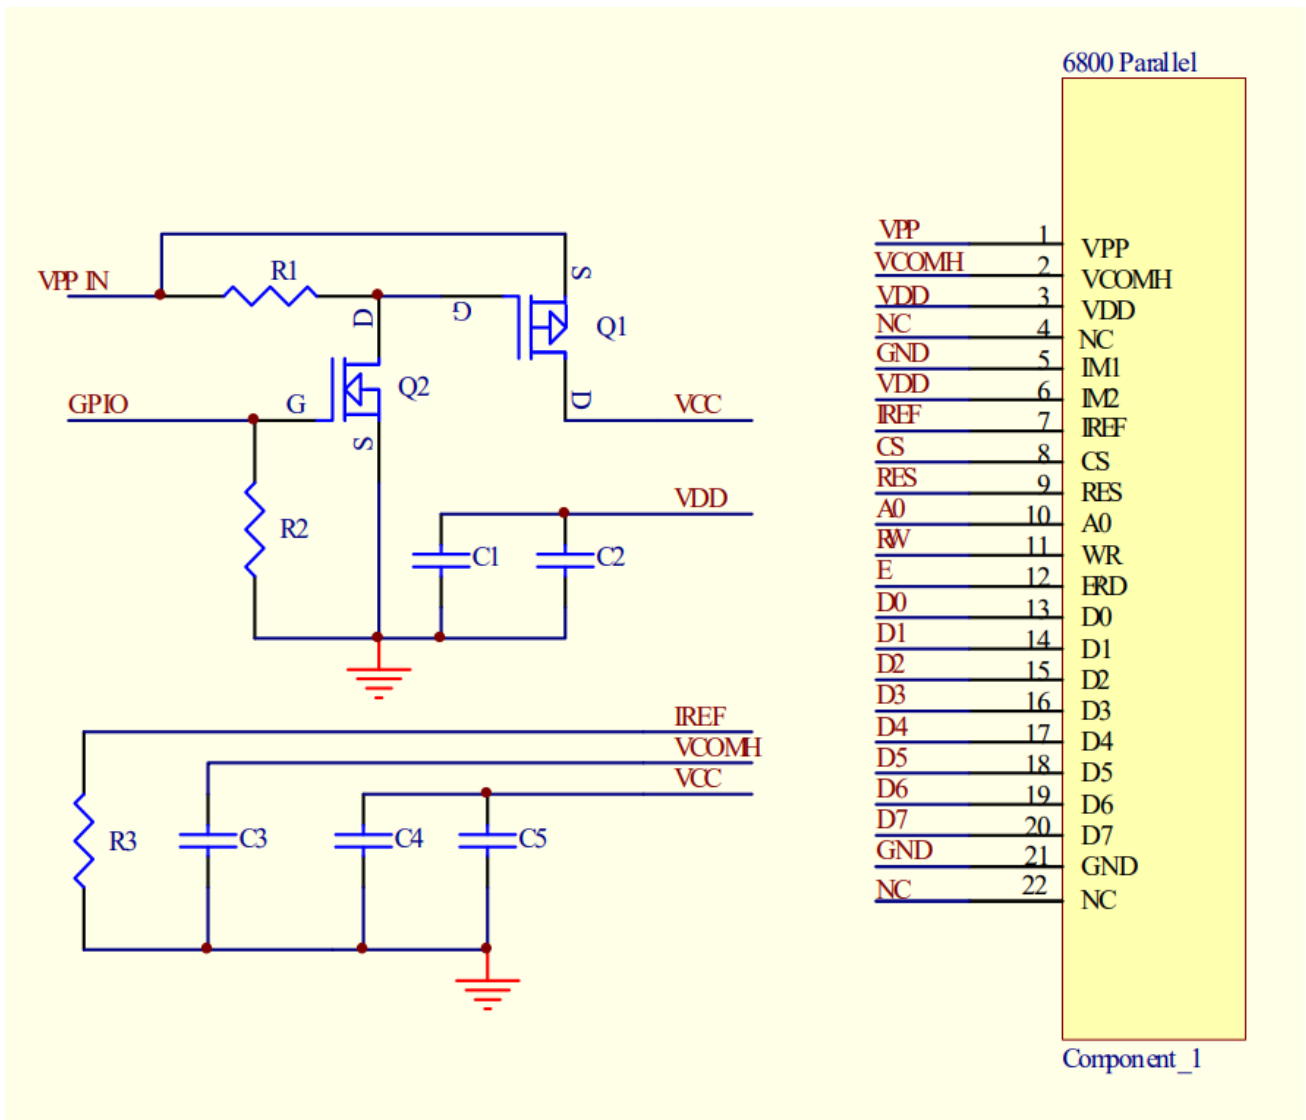 6800 Parallel
VPP IN
R1
S
D
G
Q1
Q2
GPIO
G
S
D
VCC
R2
VDD
C1
C2
IREF
VCOMH
VCC
R3
C3
C4
C5
VPP 1 VPP
VCOMH 2 VCOMH
VDD 3 VDD
NC 4 NC
GND 5 IM1
VDD 6 IM2
IREF 7 IREF
CS 8 CS
RES 9 RES
A0 10 A0
RW 11 WR
E 12 E/RD
D0 13 D0
D1 14 D1
D2 15 D2
D3 16 D3
D4 17 D4
D5 18 D5
D6 19 D6
D7 20 D7
GND 21 GND
NC 22 NC
Component_1